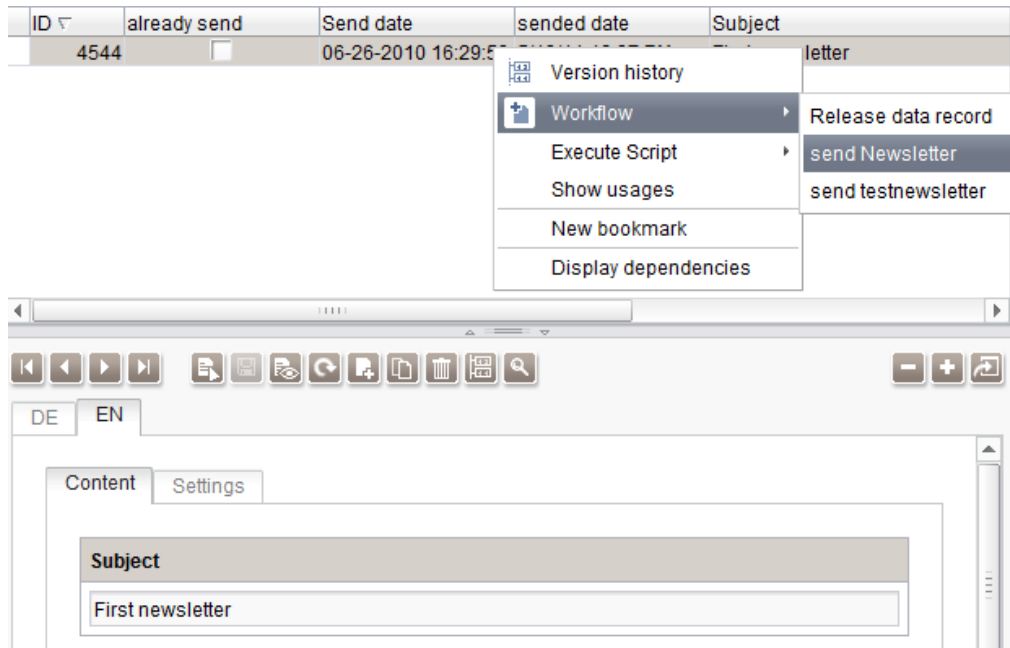 ID already send Send date sended date Subject
4544 06-26-2010 16:29:5 letter
Version history
Workflow
Release data record
Execute Script
send Newsletter
Show usages
send testnewsletter
New bookmark
Display dependencies
DE EN
Content Settings
Subject
First newsletter